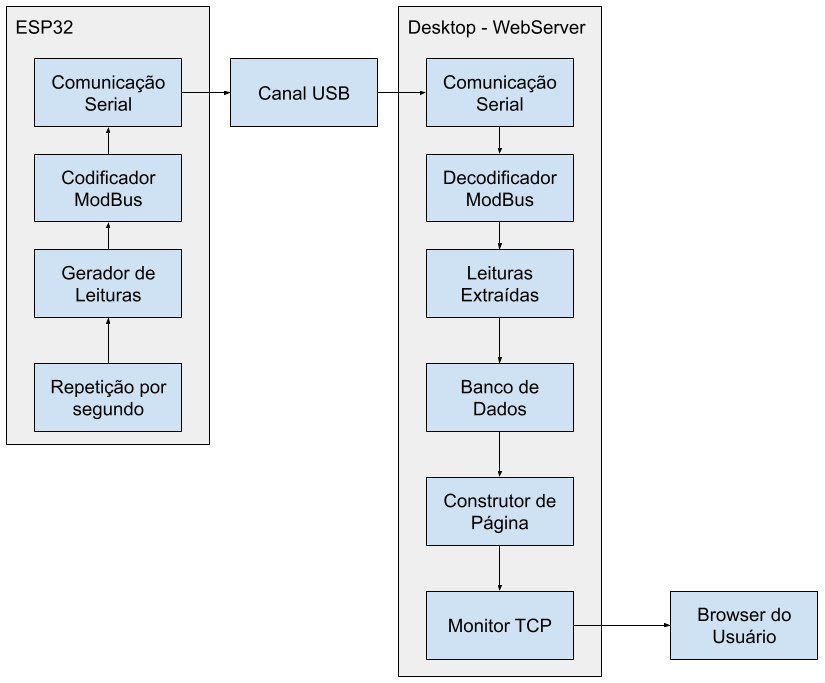 ESP32
Comunicação
Serial
Codificador
ModBus
Gerador de
Leituras
Repetição por
segundo
Canal USB
Desktop - WebServer
Comunicação
Serial
Decodificador
ModBus
Leituras
Extraídas
Banco de
Dados
Construtor de
Página
Monitor TCP
Browser do
Usuário